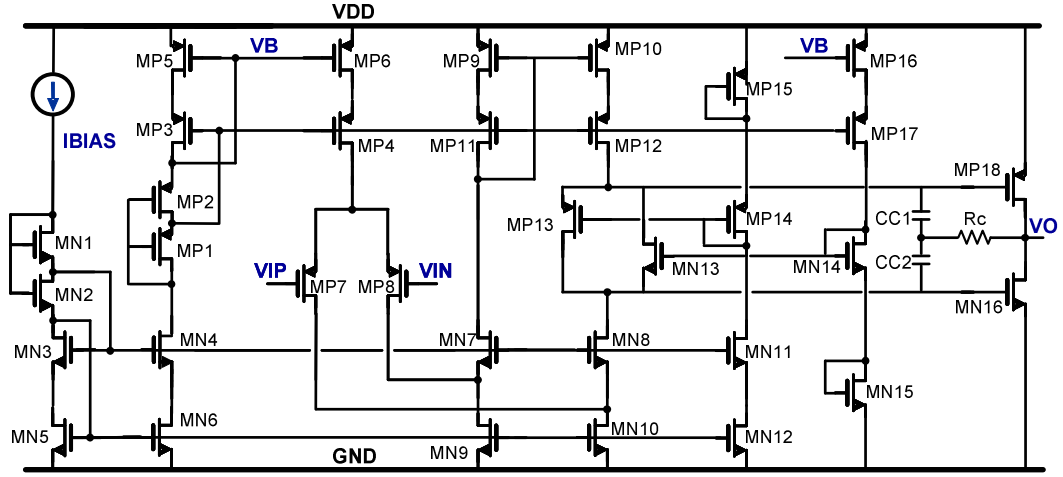 VDD
MP5
VB
MP6
MP9
MP10
VB
MP16
MP15
IBIAS
MP3
MP4
MP11
MP12
MP17
MP2
MP18
MP13
MP14
CC1
Rc
VO
MN1
MP1
MN13
MN14
CC2
VIP
MP7
MP8
VIN
MN2
MN16
MN3
MN4
MN7
MN8
MN11
MN15
MN5
MN6
MN9
MN10
MN12
GND